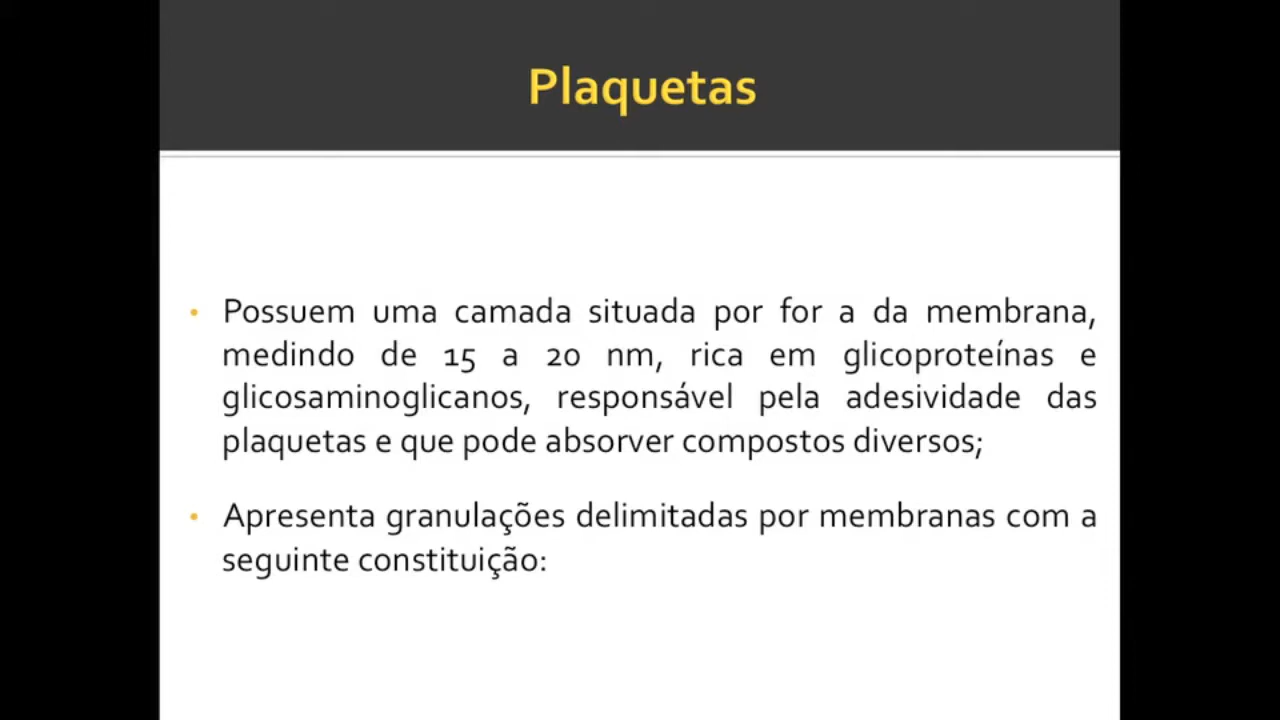 Plaquetas
• Possuem uma camada situada por for a da membrana,
medindo de 15 a 20 nm, rica em glicoproteínas e
glicosaminoglicanos, responsável pela adesividade das
plaquetas e que pode absorver compostos diversos;
• Apresenta granulações delimitadas por membranas com a
seguinte constituição: